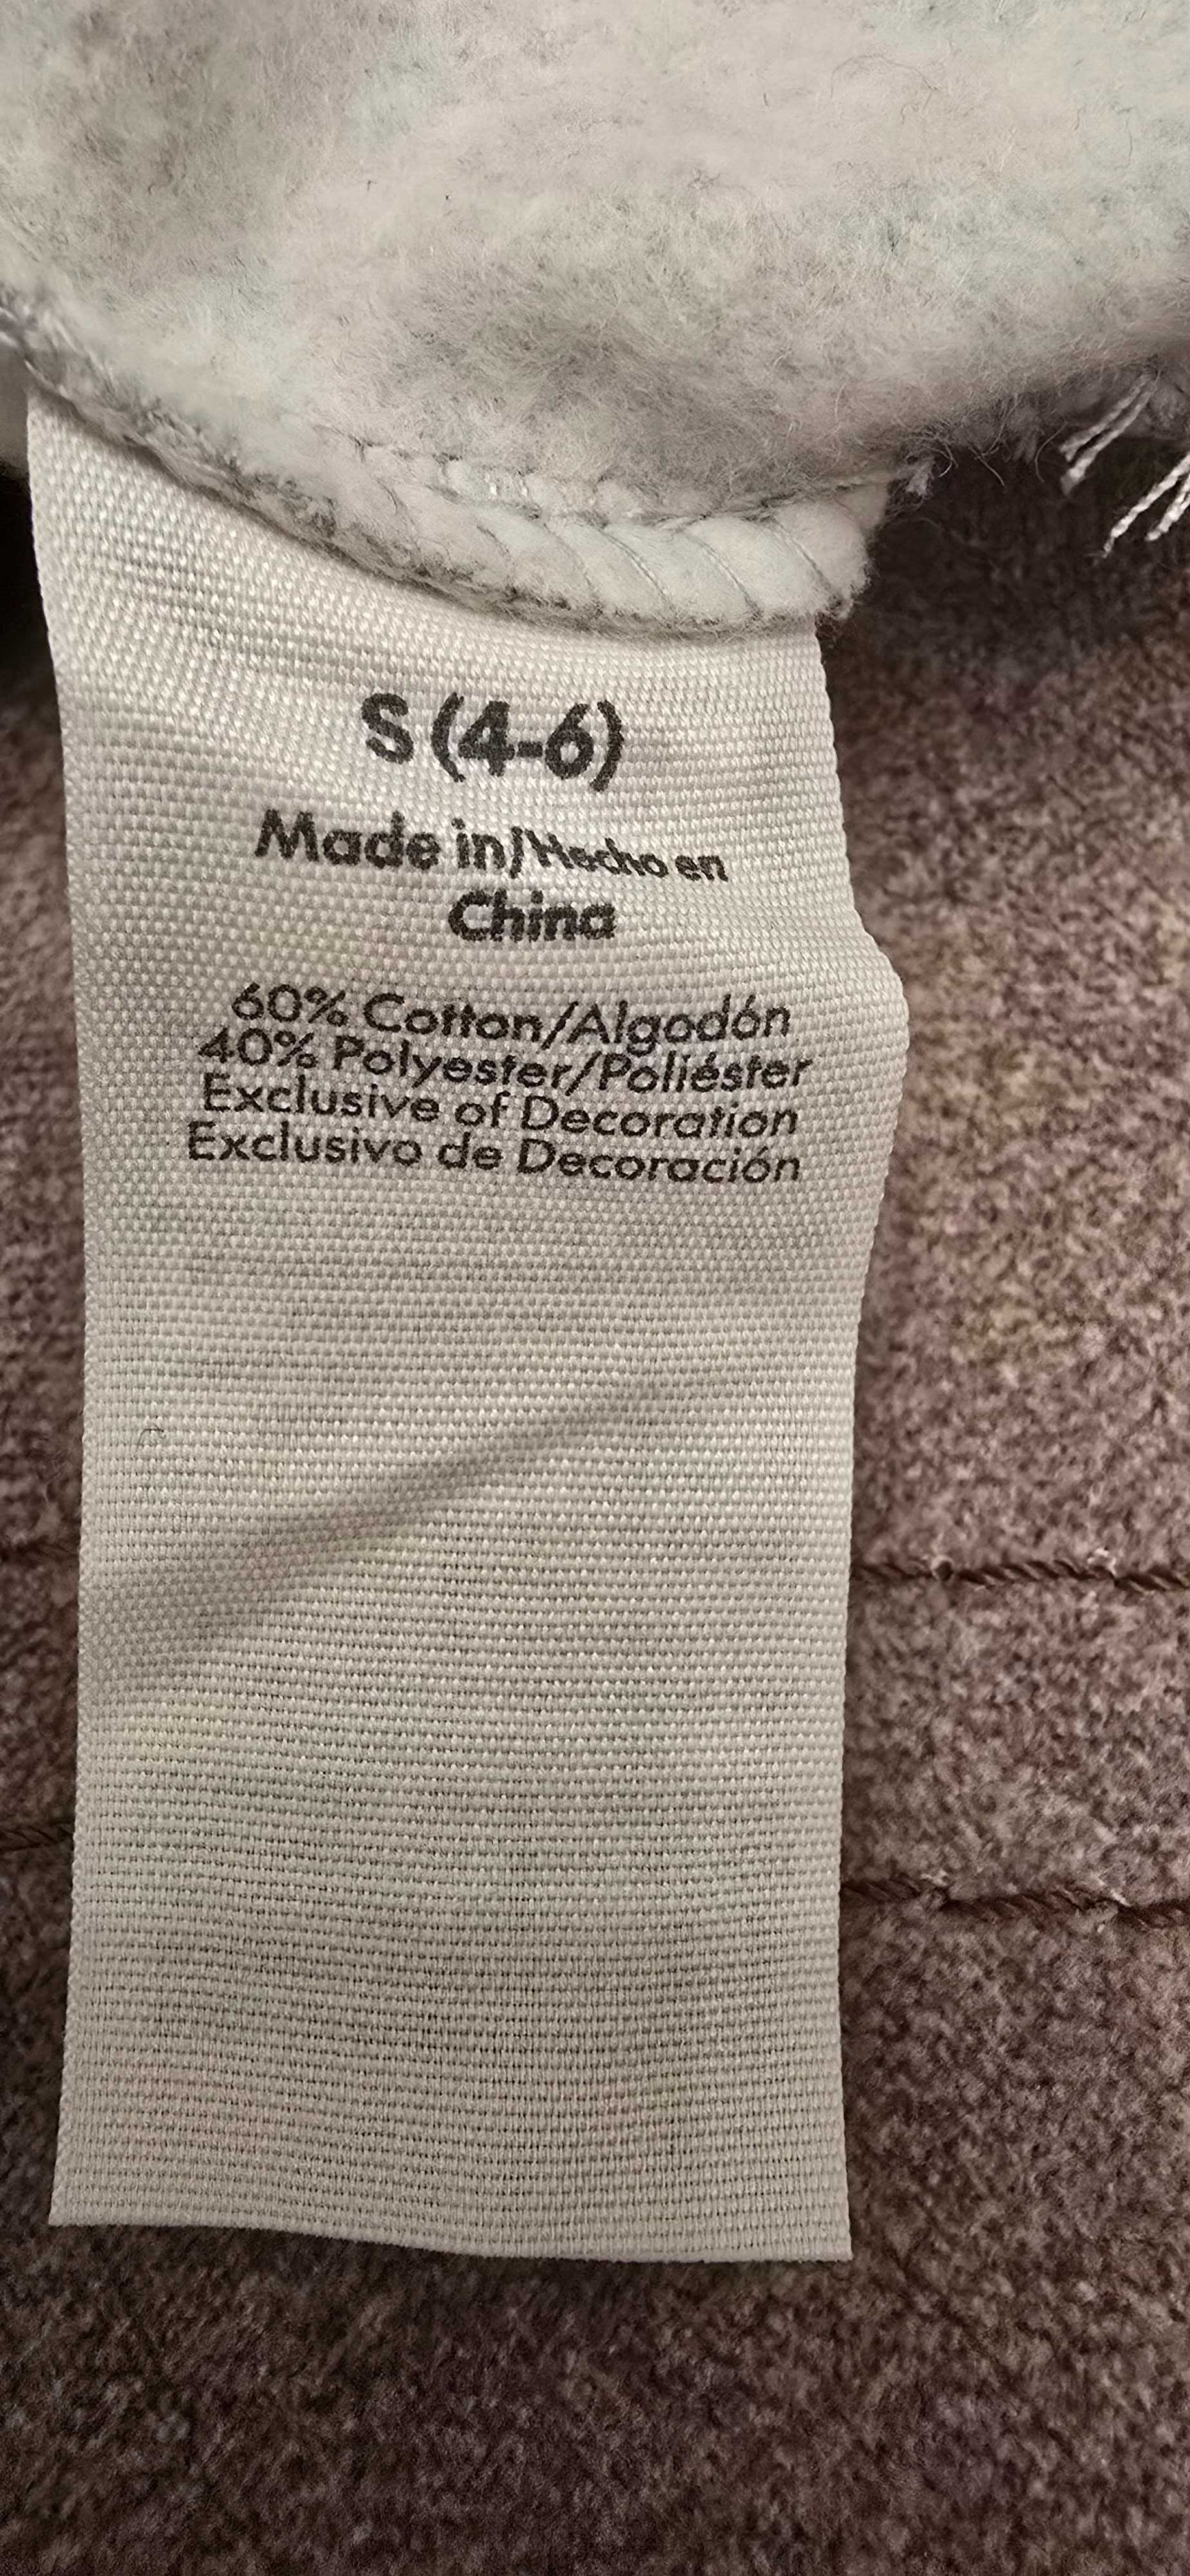 S (4-6)
Made in/Hecho en
China
60% Cotton/Algodón
40% Polyester/Poliéster
Exclusive of Decoration
Exclusivo de Decoración